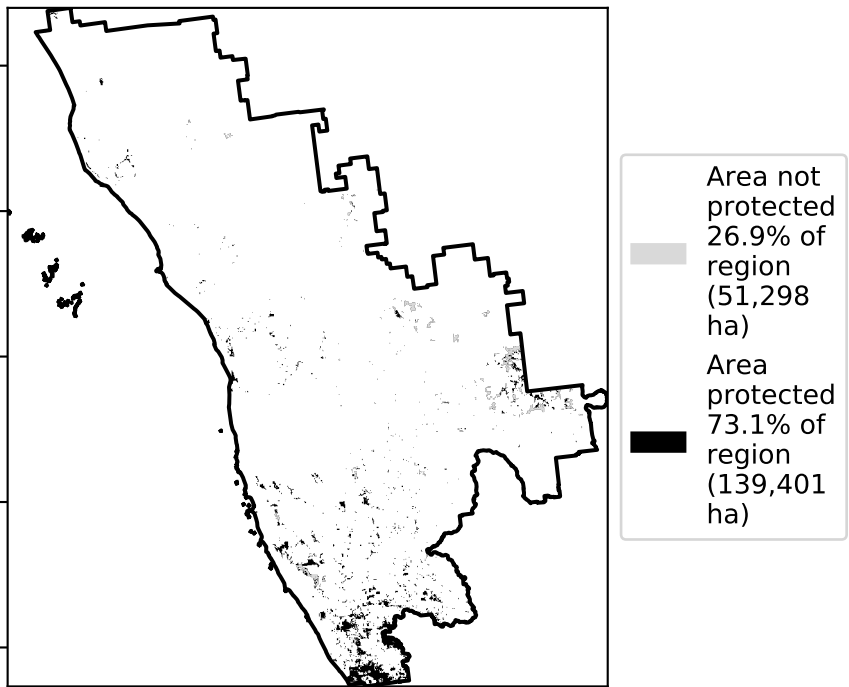 Area not
protected
26.9% of
region
(51,298
ha)
Area
protected
73.1% of
region
(139,401
ha)